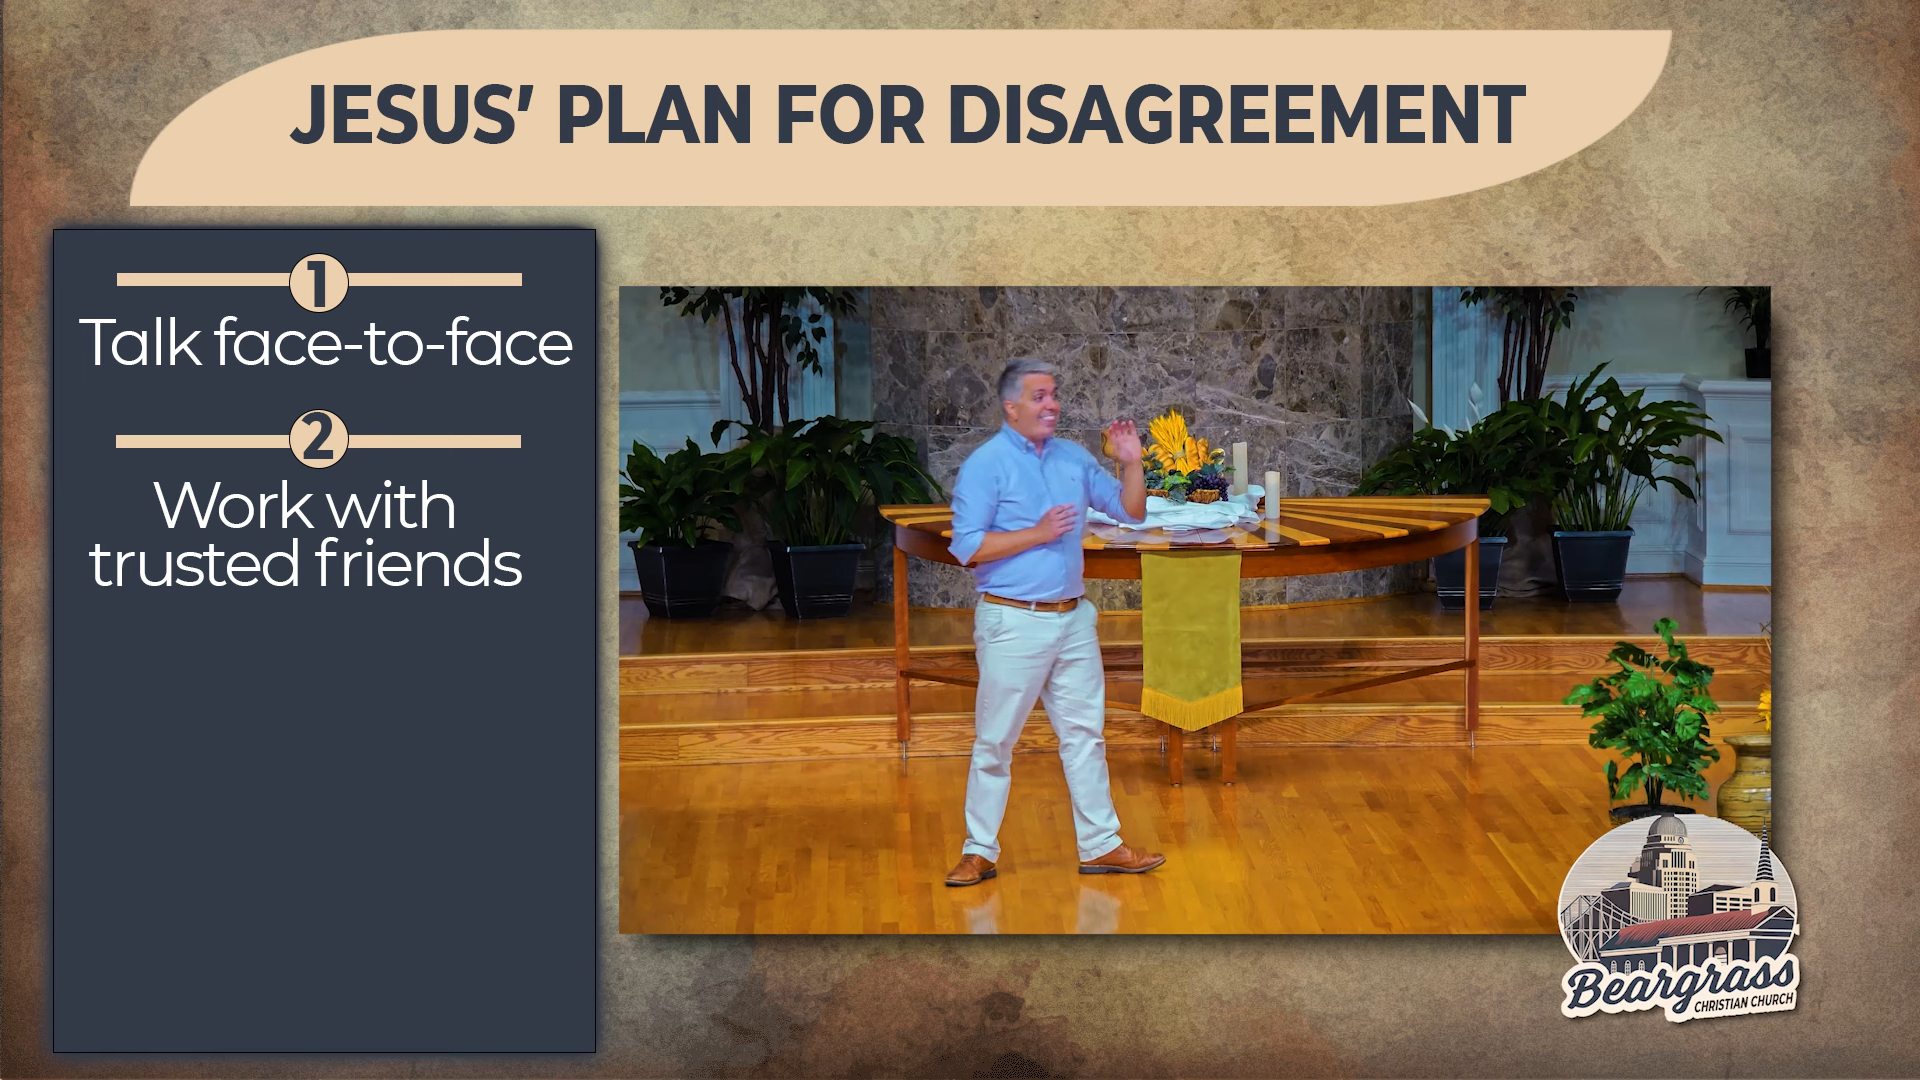 JESUS' PLAN FOR DISAGREEMENT
1
Talk face-to-face
2
Work with
trusted friends
Beargrass
CHRISTIAN CHURCH